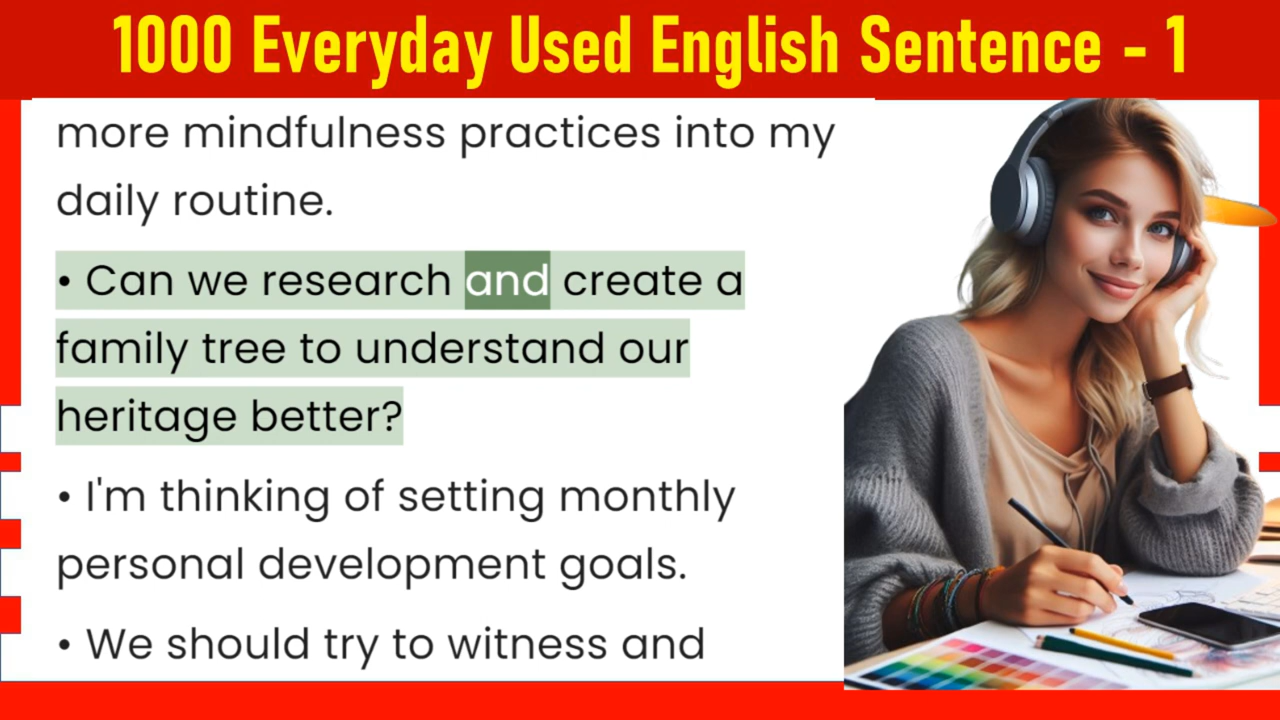 1000 Everyday Used English Sentence - 1
more mindfulness practices into my
daily routine.
• Can we research and create a
family tree to understand our
heritage better?
• I'm thinking of setting monthly
personal development goals.
• We should try to witness and